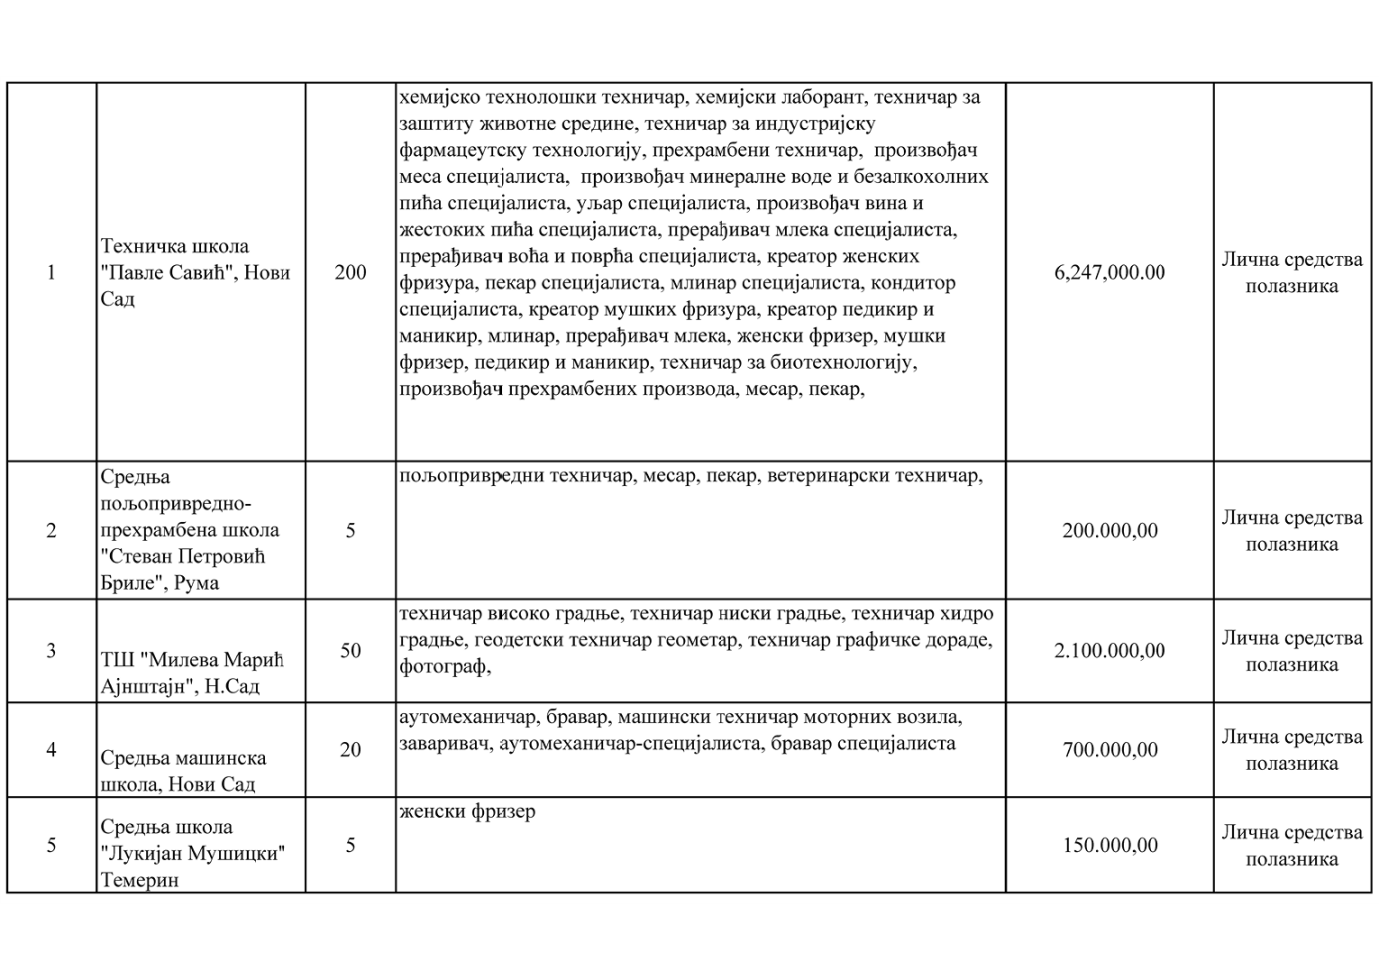 1
Техничка школа
"Павле Савић", Нови
Сад
200
хемијско технолошки техничар, хемијски лаборант, техничар за
заштиту животне средине, техничар за индустријску
фармацеутску технологију, прехрамбени техничар,  произвођач
меса специјалиста,  произвођач минералне воде и безалкохолних
пића специјалиста, уљар специјалиста, произвођач вина и
жестоких пића специјалиста, прерађивач млека специјалиста,
прерађивач воћа и поврћа специјалиста, креатор женских
фризура, пекар специјалиста, млинар специјалиста, кондитор
специјалиста, креатор мушких фризура, креатор педикир и
маникир, млинар, прерађивач млека, женски фризер, мушки
фризер, педикир и маникир, техничар за биотехнологију,
произвођач прехрамбених производа, месар, пекар,
6,247,000.00
Лична средства
полазника
2
Средња
пољопривредно-
прехрамбена школа
"Стеван Петровић
Бриле", Рума
5
пољопривредни техничар, месар, пекар, ветеринарски техничар,
200.000,00
Лична средства
полазника
3
ТШ "Милева Марић
Ајнштајн", Н.Сад
50
техничар високо градње, техничар ниски градње, техничар хидро
градње, геодетски техничар геометар, техничар графичке дораде,
фотограф,
2.100.000,00
Лична средства
полазника
4
Средња машинска
школа, Нови Сад
20
аутомеханичар, бравар, машински техничар моторних возила,
заваривач, аутомеханичар-специјалиста, бравар специјалиста
700.000,00
Лична средства
полазника
5
Средња школа
"Лукијан Мушицки"
Темерин
5
женски фризер
150.000,00
Лична средства
полазника